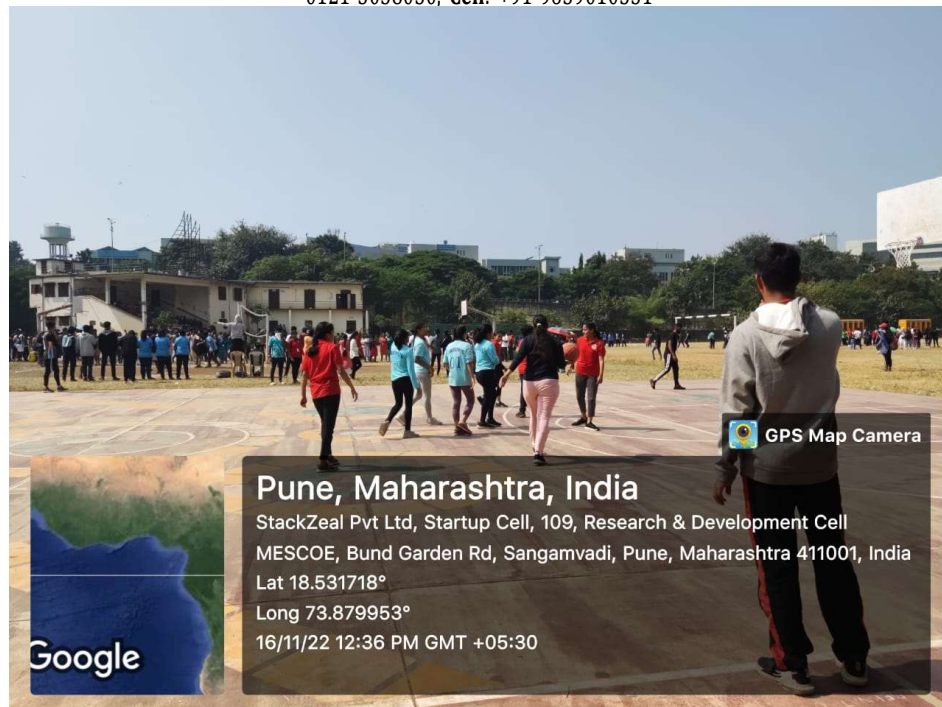 GPS Map Camera
Pune, Maharashtra, India
StackZeal Pvt Ltd, Startup Cell, 109, Research & Development Cell
MESCOE, Bund Garden Rd, Sangamvadi, Pune, Maharashtra 411001, India
Lat 18.531718°
Long 73.879953°
16/11/22 12:36 PM GMT +05:30
Google